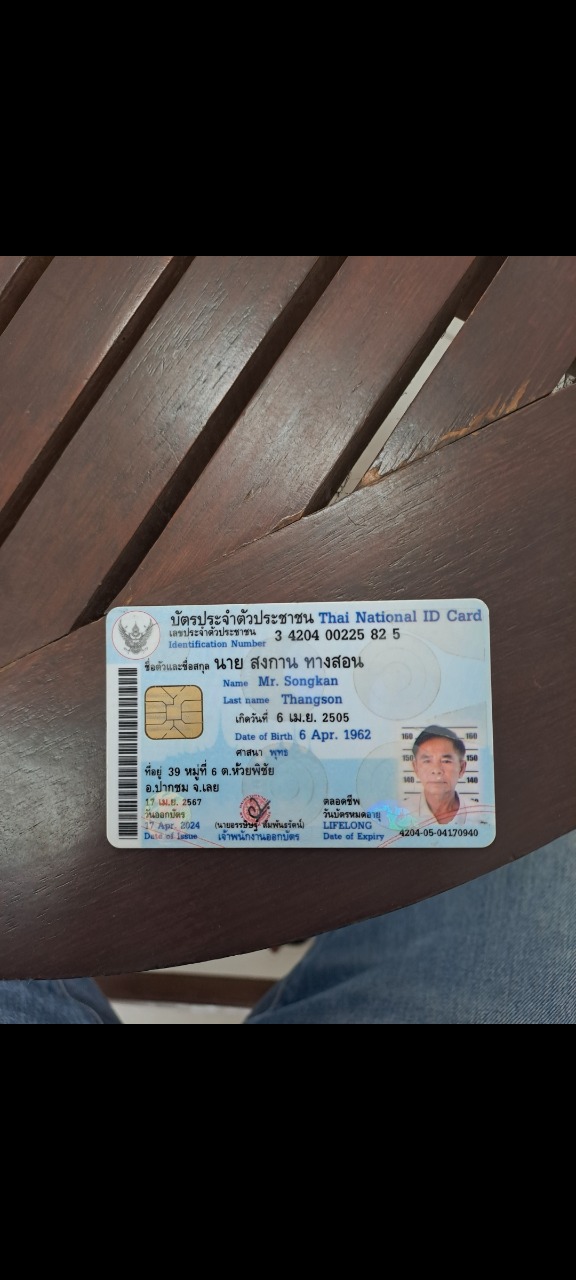 บัตรประจำตัวประชาชน Thai National ID Card
เลขประจำตัวประชาชน 3 4204 00225 82 5
Identification Number
ชื่อตัวและชื่อสกุล นาย สงกาน ทางสอน
Name Mr. Songkan
Last name Thangson
เกิดวันที่ 6 เม.ย. 2505
Date of Birth 6 Apr. 1962
ศาสนา พุทธ
ที่อยู่ 39 หมู่ที่ 6 ต.ห้วยพิชัย
อ.ปากชม จ.เลย
17 เม.ย. 2567
วันออกบัตร
17 Apr. 2024
Date of Issue
เจ้าพนักงานออกบัตร
ตลอดชีพ
วันบัตรหมดอายุ
LIFELONG
Date of Expiry
160 160
150 150
140 140
4204-05-04170940